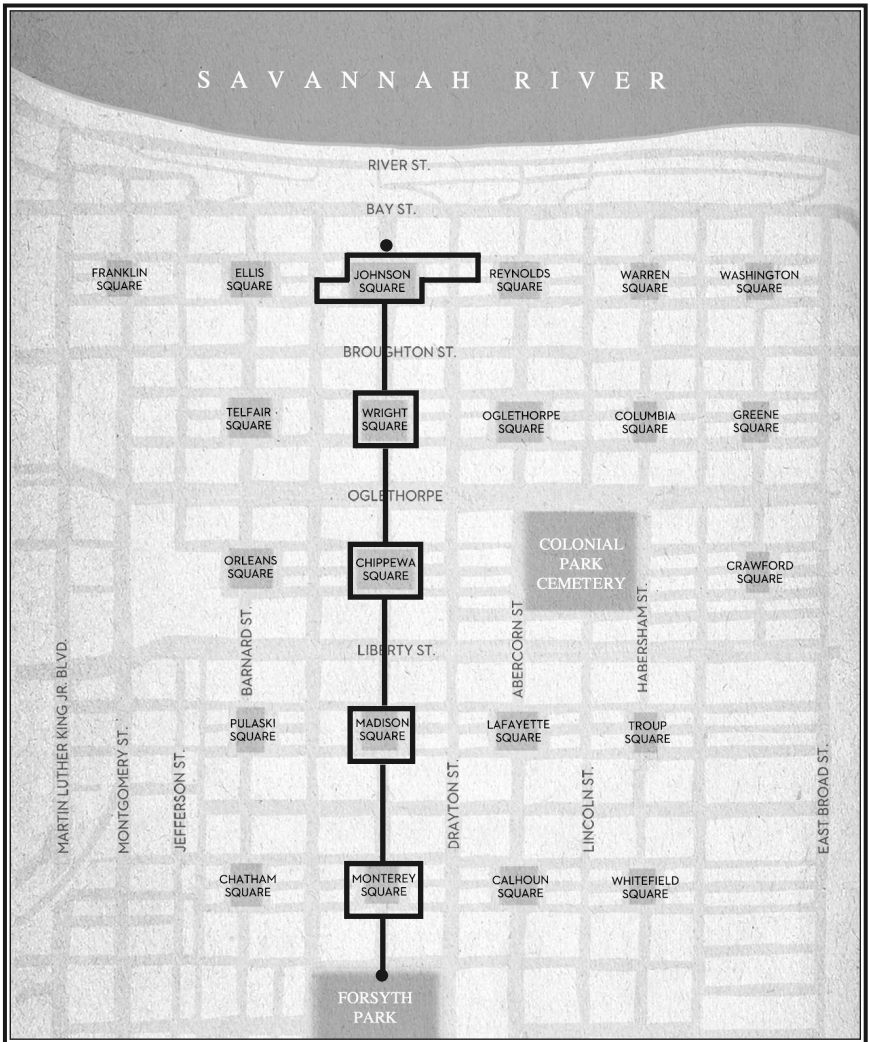 SAVANNAH RIVER
RIVER ST.
BAY ST.
FRANKLIN
SQUARE
ELLIS
SQUARE
JOHNSON
SQUARE
REYNOLDS
SQUARE
WARREN
SQUARE
WASHINGTON
SQUARE
BROUGHTON ST.
TELFAIR
SQUARE
WRIGHT
SQUARE
OGLETHORPE
SQUARE
COLUMBIA
SQUARE
GREENE
SQUARE
OGLETHORPE
ORLEANS
SQUARE
CHIPPEWA
SQUARE
COLONIAL
PARK
CEMETERY
CRAWFORD
SQUARE
LIBERTY ST.
BARNARD ST.
ABERCORN ST
HABERSHAM ST.
PULASKI
SQUARE
MADISON
SQUARE
LAFAYETTE
SQUARE
TROUP
SQUARE
MARTIN LUTHER KING JR. BLVD.
MONTGOMERY ST.
JEFFERSON ST.
DRAYTON ST.
LINCOLN ST.
EAST BROAD ST.
CHATHAM
SQUARE
MONTEREY
SQUARE
CALHOUN
SQUARE
WHITEFIELD
SQUARE
FORSYTH
PARK